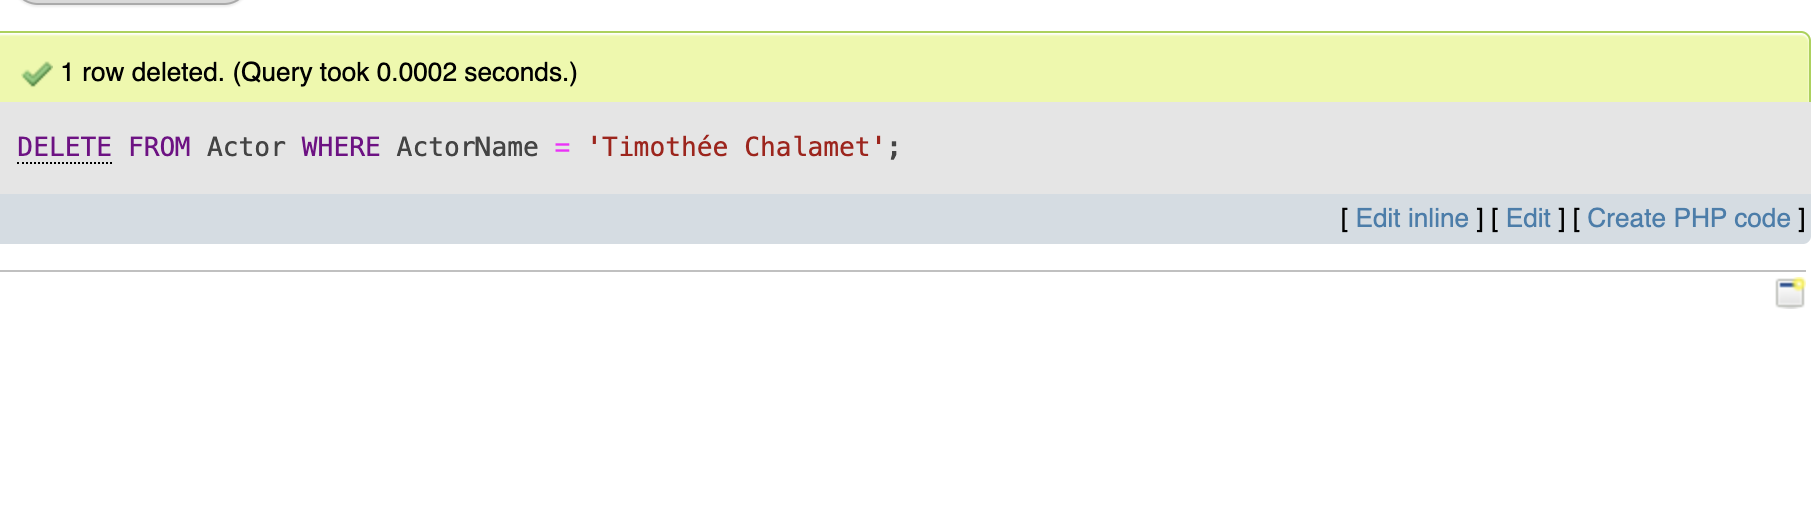 1 row deleted. (Query took 0.0002 seconds.)
DELETE FROM Actor WHERE ActorName = 'Timothée Chalamet';
[ Edit inline ] [ Edit ] [ Create PHP code ]